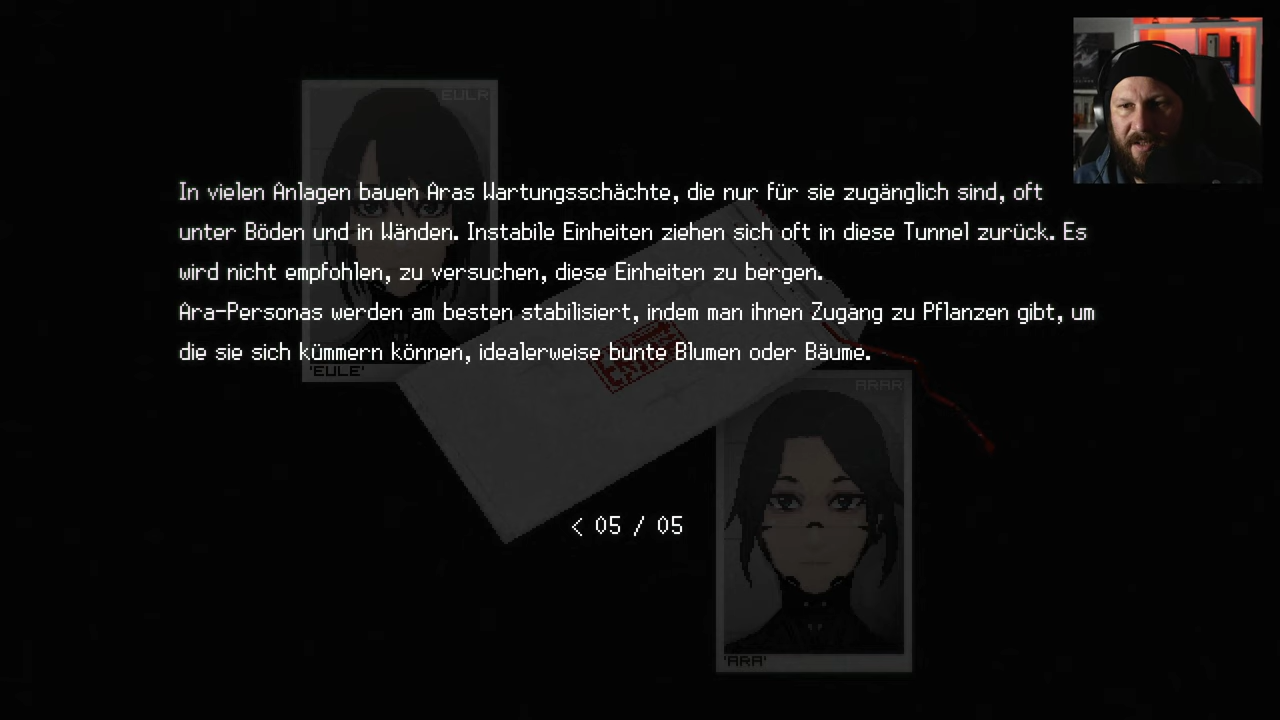 EULR
In vielen Anlagen bauen Aras Wartungsschächte, die nur für sie zugänglich sind, oft
unter Böden und in Wänden. Instabile Einheiten ziehen sich oft in diese Tunnel zurück. Es
wird nicht empfohlen, zu versuchen, diese Einheiten zu bergen.
Ara-Personas werden am besten stabilisiert, indem man ihnen Zugang zu Pflanzen gibt, um
die sie sich kümmern können, idealerweise bunte Blumen oder Bäume.
'EULE'
ARAR
< 05 / 05
'ARA'